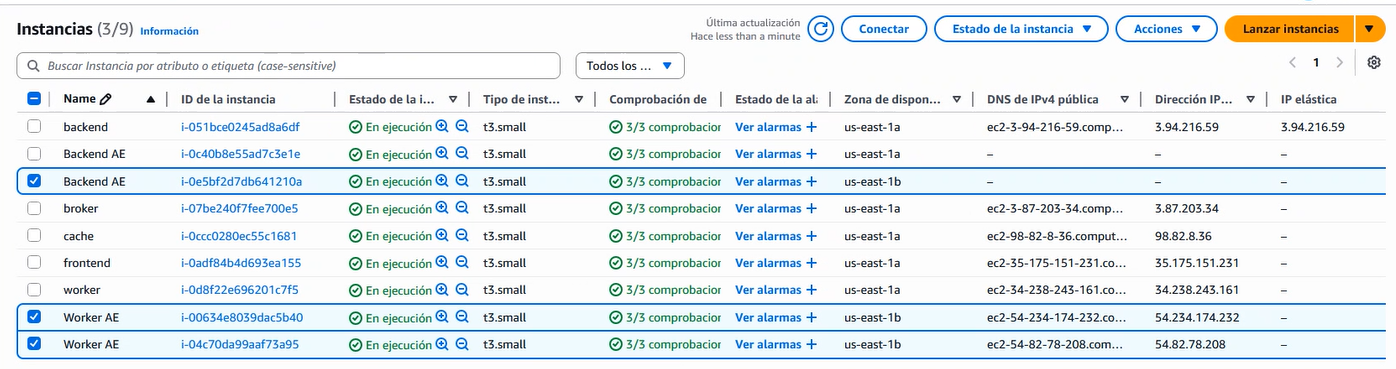 Instancias (3/9) Información
Última actualización
Hace less than a minute
Conectar Estado de la instancia Acciones Lanzar instancias
Buscar Instancia por atributo o etiqueta (case-sensitive) Todos los ... 1
Name ID de la instancia Estado de la i... Tipo de inst... Comprobación de Estado de la ala Zona de dispon... DNS de IPv4 pública Dirección IP... IP elástica
backend i-051bce0245ad8a6df En ejecución t3.small 3/3 comprobacior Ver alarmas + us-east-1a ec2-3-94-216-59.comp... 3.94.216.59 3.94.216.59
Backend AE i-0c40b8e55ad7c3e1e En ejecución t3.small 3/3 comprobacior Ver alarmas + us-east-1a – – –
Backend AE i-0e5bf2d7db641210a En ejecución t3.small 3/3 comprobacior Ver alarmas + us-east-1b – – –
broker i-07be240f7fee700e5 En ejecución t3.small 3/3 comprobacior Ver alarmas + us-east-1a ec2-3-87-203-34.comp... 3.87.203.34 –
cache i-0ccc0280ec55c1681 En ejecución t3.small 3/3 comprobacior Ver alarmas + us-east-1a ec2-98-82-8-36.comput... 98.82.8.36 –
frontend i-0adf84b4d693ea155 En ejecución t3.small 3/3 comprobacior Ver alarmas + us-east-1a ec2-35-175-151-231.co... 35.175.151.231 –
worker i-0d8f22e696201c7f5 En ejecución t3.small 3/3 comprobacior Ver alarmas + us-east-1a ec2-34-238-243-161.co... 34.238.243.161 –
Worker AE i-00634e8039dac5b40 En ejecución t3.small 3/3 comprobacior Ver alarmas + us-east-1b ec2-54-234-174-232.co... 54.234.174.232 –
Worker AE i-04c70da99aaf73a95 En ejecución t3.small 3/3 comprobacior Ver alarmas + us-east-1b ec2-54-82-78-208.com... 54.82.78.208 –